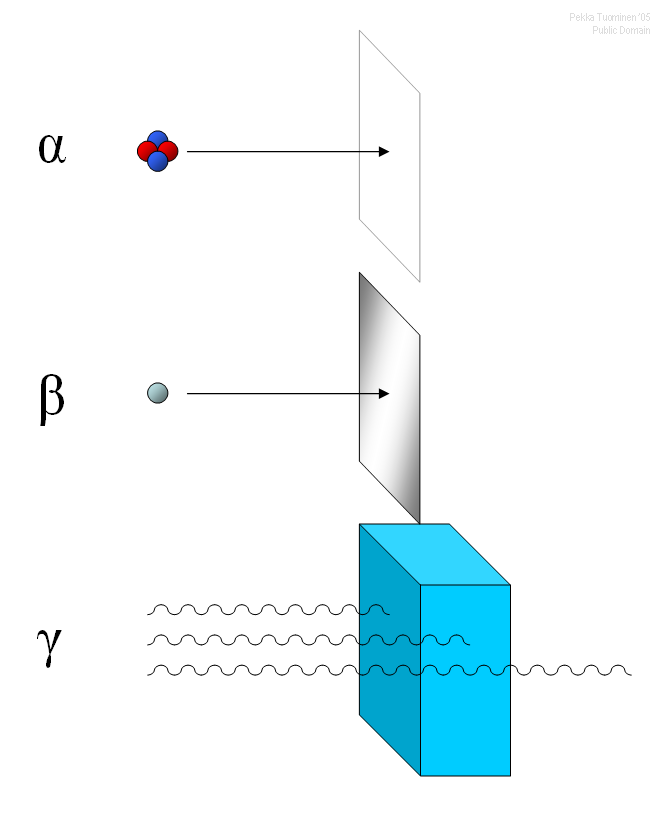 Pekka Tuominen '05
Public Domain
α
β
γ